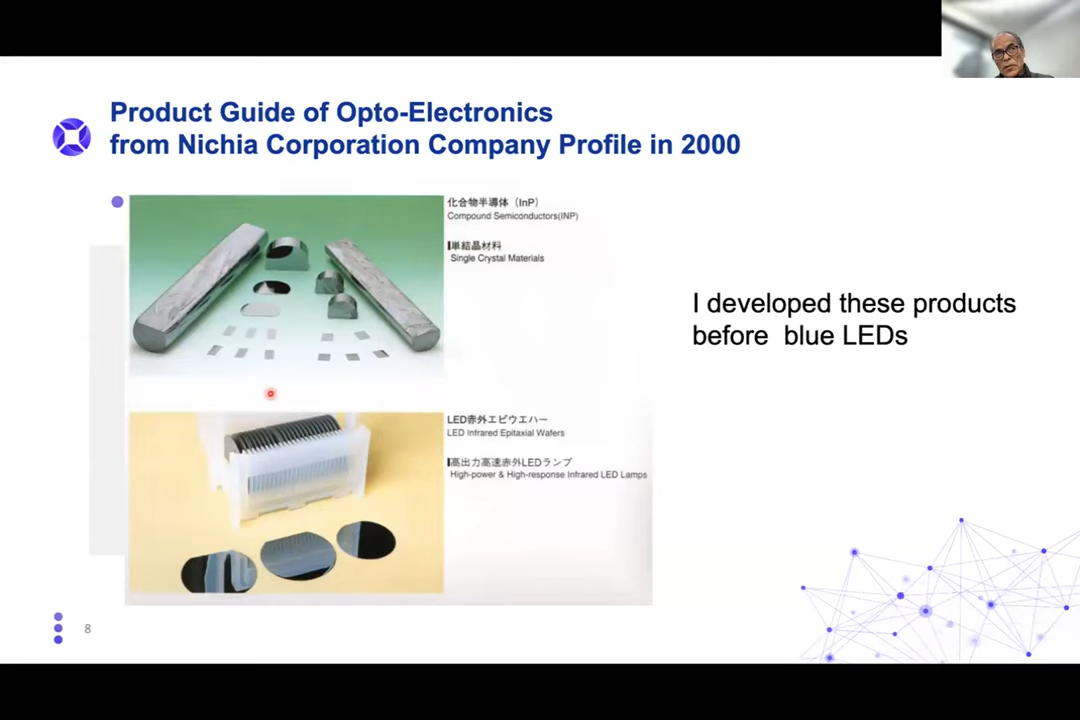 Product Guide of Opto-Electronics
from Nichia Corporation Company Profile in 2000
化合物半導体（InP）
Compound Semiconductors(INP)
単結晶材料
Single Crystal Materials
I developed these products
before blue LEDs
LED赤外エピウエハー
LED Infrared Epitaxial Wafers
高出力高速赤外LEDランプ
High-power & High-response Infrared LED Lamps
8